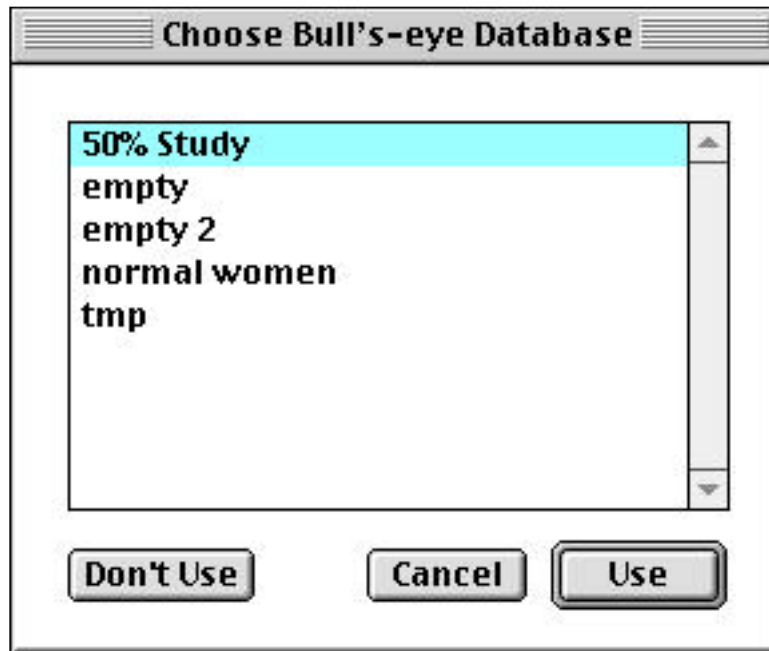 Choose Bull's-eye Database
50% Study
empty
empty 2
normal women
tmp
Don't Use Cancel Use